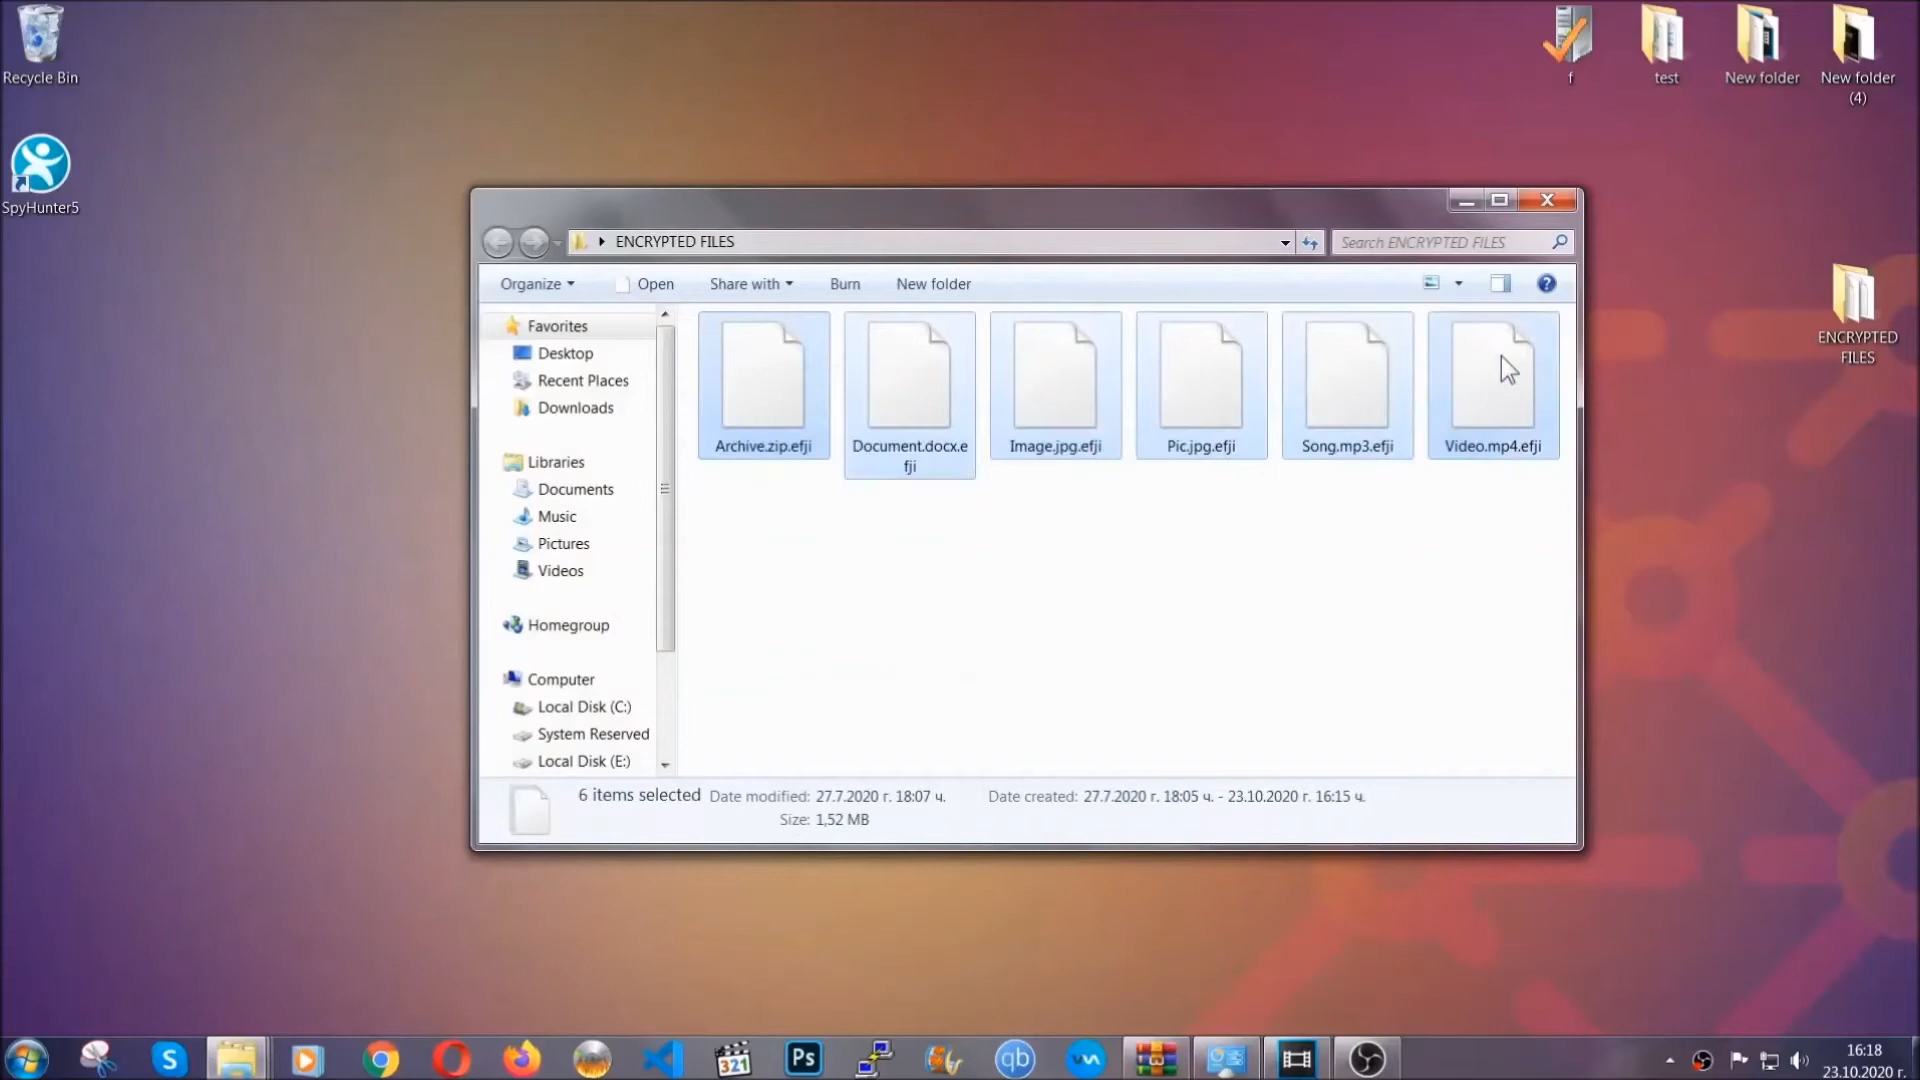 Recycle Bin
SpyHunter5
f
test
New folder
New folder
(4)
ENCRYPTED
FILES
ENCRYPTED FILES
Search ENCRYPTED FILES
Organize
Open
Share with
Burn
New folder
Favorites
Desktop
Recent Places
Downloads
Libraries
Documents
Music
Pictures
Videos
Homegroup
Computer
Local Disk (C:)
System Reserved
Local Disk (E:)
Archive.zip.efji
Document.docx.e
fji
Image.jpg.efji
Pic.jpg.efji
Song.mp3.efji
Video.mp4.efji
6 items selected Date modified: 27.7.2020 г. 18:07 ч. Date created: 27.7.2020 г. 18:05 ч. - 23.10.2020 г. 16:15 ч.
Size: 1,52 MB
S
321
Ps
qb
16:18
23.10.2020 г.